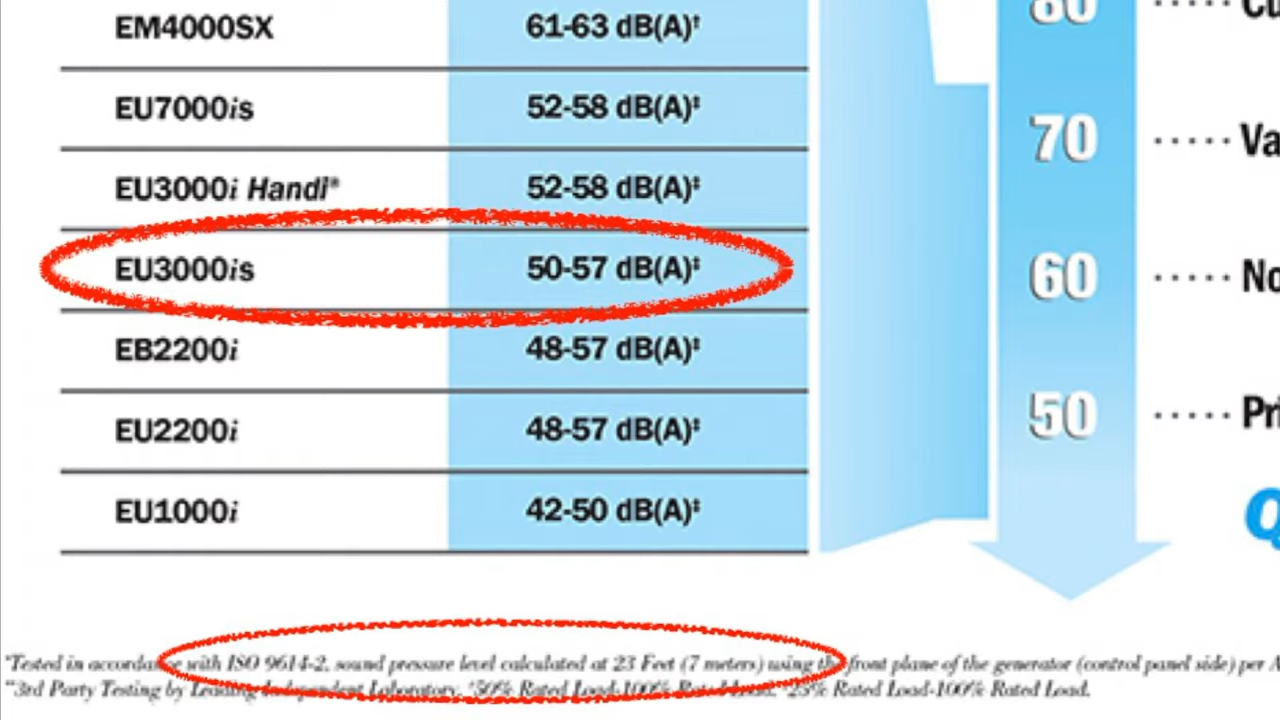 EM4000SX 61-63 dB(A)†
80
EU7000is 52-58 dB(A)‡
70
EU3000i Handi® 52-58 dB(A)‡
EU3000is 50-57 dB(A)‡
60
EB2200i 48-57 dB(A)‡
50
EU2200i 48-57 dB(A)‡
EU1000i 42-50 dB(A)‡
*Tested in accordance with ISO 9614-2, sound pressure level calculated at 23 Feet (7 meters) using the front plane of the generator (control panel side) per
**3rd Party Testing by Leading Independent Laboratory. †50% Rated Load-100% Rated Load. ‡25% Rated Load-100% Rated Load.